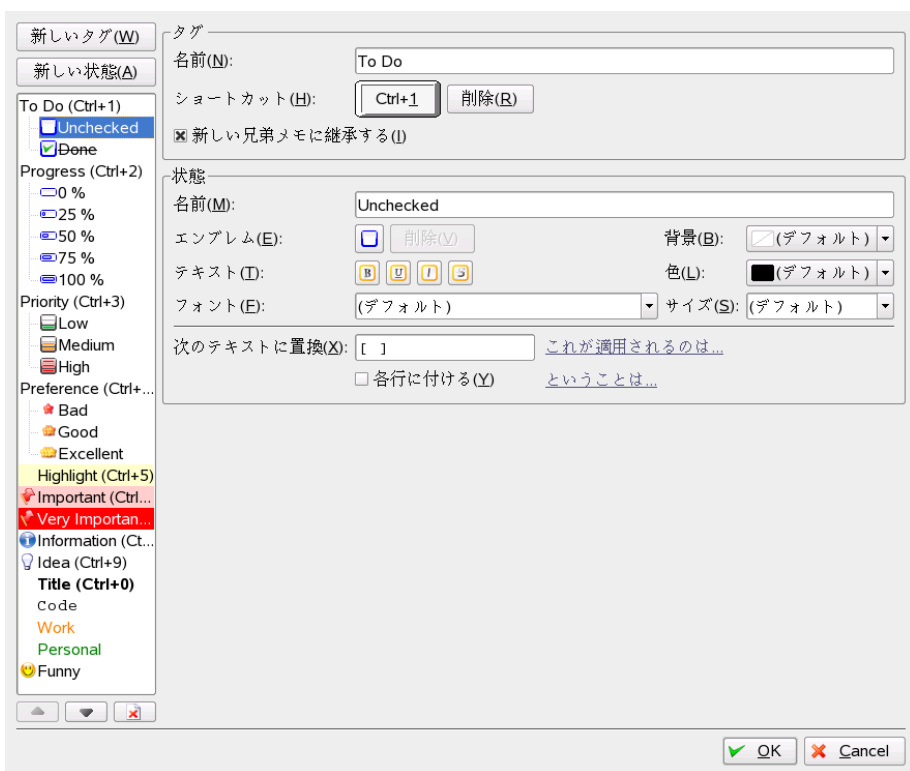 新しいタグ(W)
新しい状態(A)
To Do (Ctrl+1)
Unchecked
Done
Progress (Ctrl+2)
0 %
25 %
50 %
75 %
100 %
Priority (Ctrl+3)
Low
Medium
High
Preference (Ctrl+...
Bad
Good
Excellent
Highlight (Ctrl+5)
Important (Ctrl...
Very Importan...
Information (Ct...
Idea (Ctrl+9)
Title (Ctrl+0)
Code
Work
Personal
Funny
タグ
名前(N): To Do
ショートカット(H): Ctrl+1 削除(R)
新しい兄弟メモに継承する(I)
状態
名前(M): Unchecked
エンブレム(E): 削除(V) 背景(B): (デフォルト)
テキスト(T): B U I S 色(L): (デフォルト)
フォント(F): (デフォルト) サイズ(S): (デフォルト)
次のテキストに置換(X): [ ] これが適用されるのは...
各行に付ける(Y) ということは...
OK Cancel